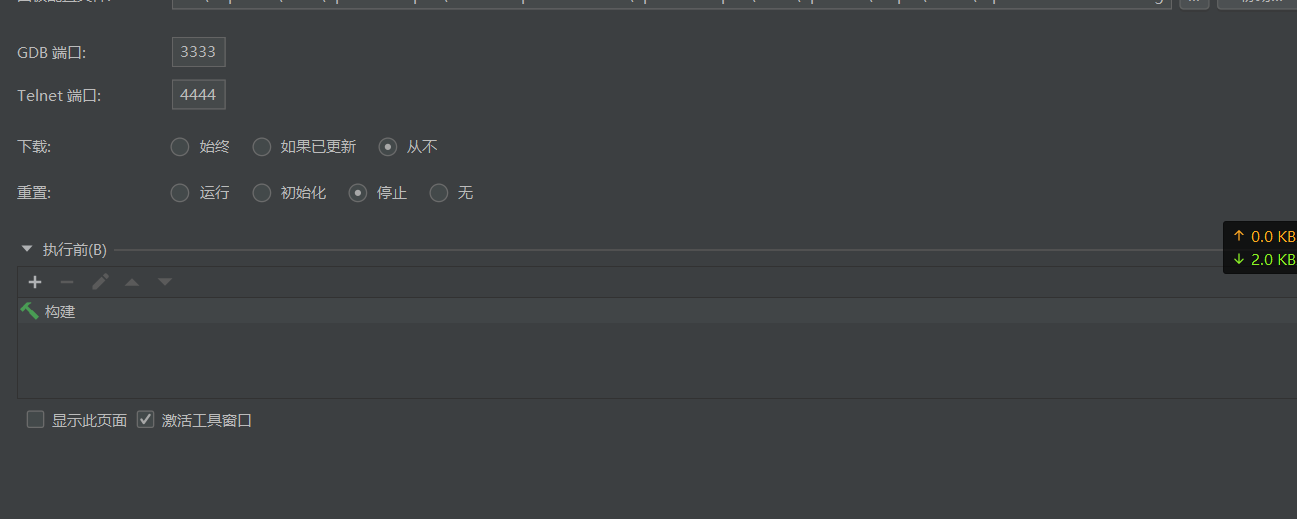 GDB 端口: 3333
Telnet 端口: 4444
下载: 始终 如果已更新 从不
重置: 运行 初始化 停止 无
执行前(B)
↑ 0.0 KB
↓ 2.0 KB
构建
显示此页面 激活工具窗口